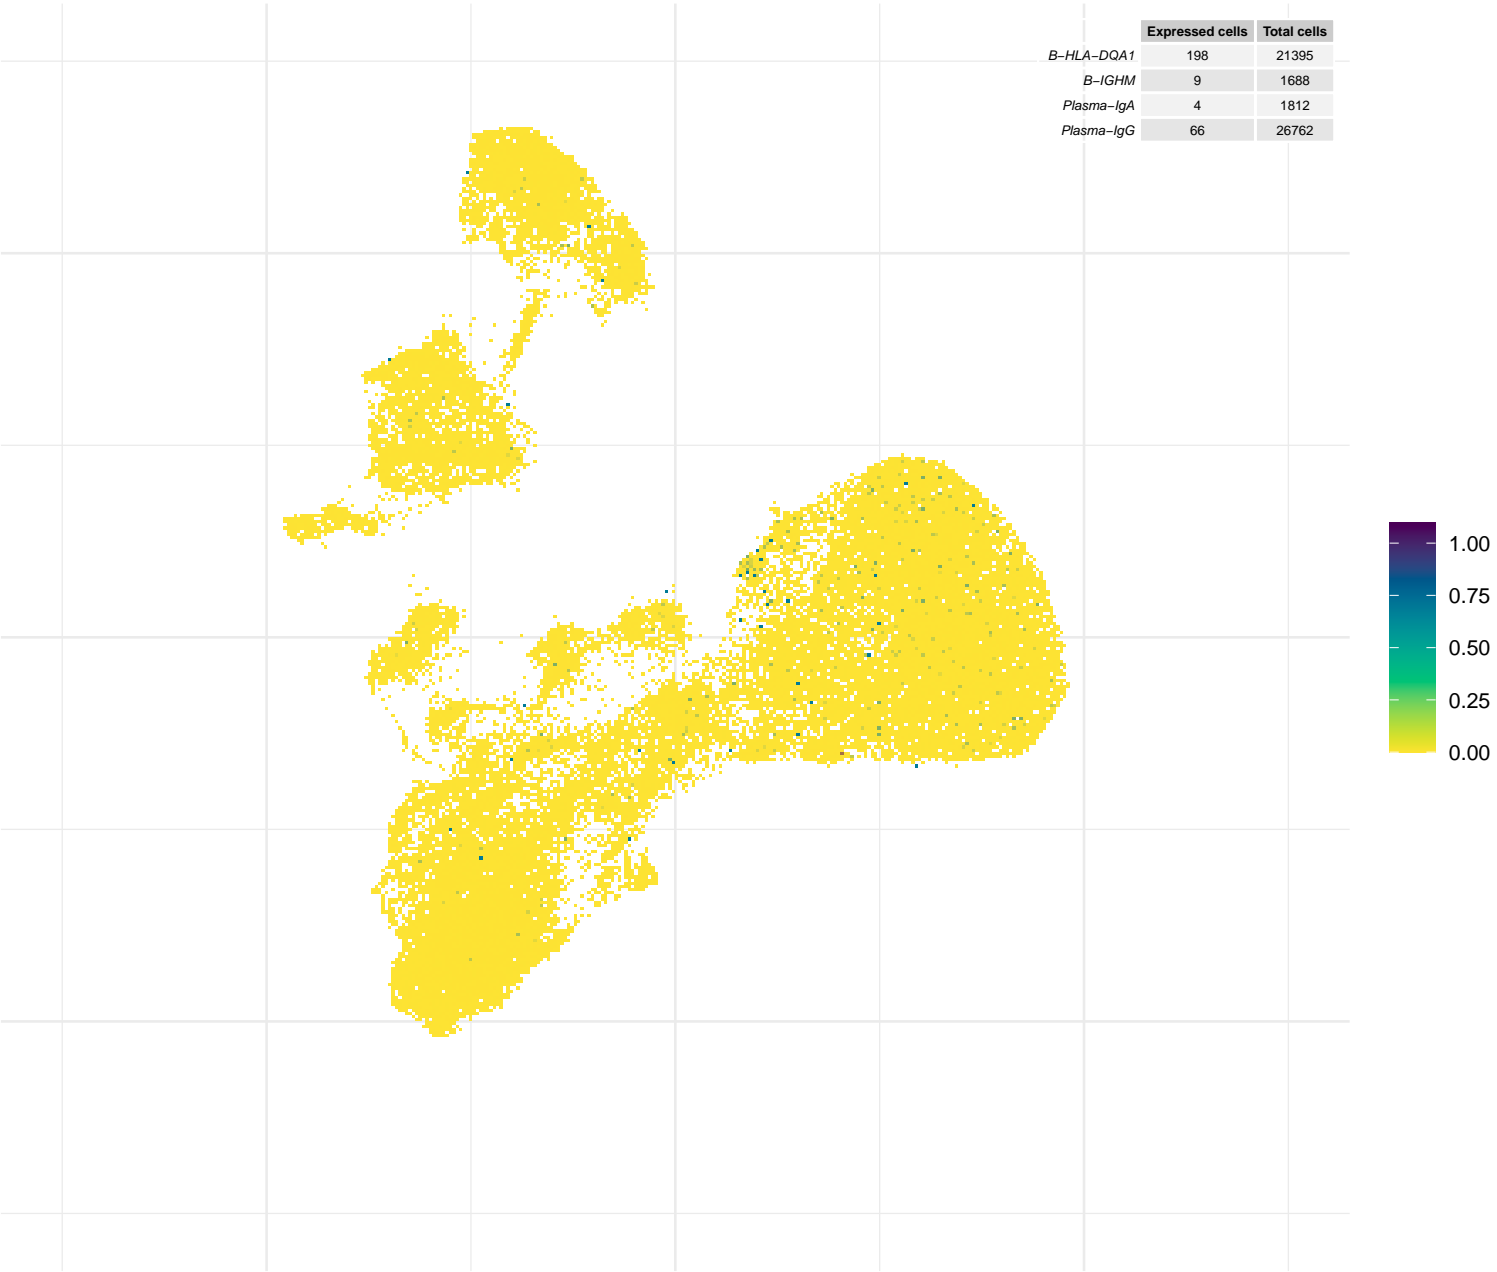 Expressed cells Total cells
B−HLA−DQA1 198 21395
B−IGHM 9 1688
Plasma−IgA 4 1812
Plasma−IgG 66 26762
1.00
0.75
0.50
0.25
0.00